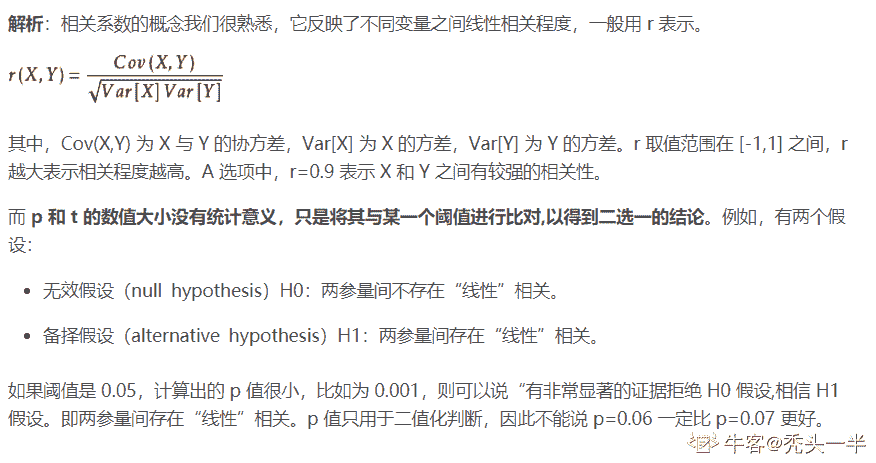 解析：相关系数的概念我们很熟悉，它反映了不同变量之间线性相关程度，一般用 r 表示。
r(X,Y) = Cov(X,Y) / √Var[X]Var[Y]
其中，Cov(X,Y) 为 X 与 Y 的协方差，Var[X] 为 X 的方差，Var[Y] 为 Y 的方差。r 取值范围在 [-1,1] 之间，r
越大表示相关程度越高。A 选项中，r=0.9 表示 X 和 Y 之间有较强的相关性。
而 p 和 t 的数值大小没有统计意义，只是将其与某一个阈值进行比对,以得到二选一的结论。例如，有两个假
设：
• 无效假设（null hypothesis）H0：两参量间不存在“线性”相关。
• 备择假设（alternative hypothesis）H1：两参量间存在“线性”相关。
如果阈值是 0.05，计算出的 p 值很小，比如为 0.001，则可以说“有非常显著的证据拒绝 H0 假设,相信 H1
假设。即两参量间存在“线性”相关。p 值只用于二值化判断，因此不能说 p=0.06 一定比 p=0.07 更好。
牛客@秃头一半